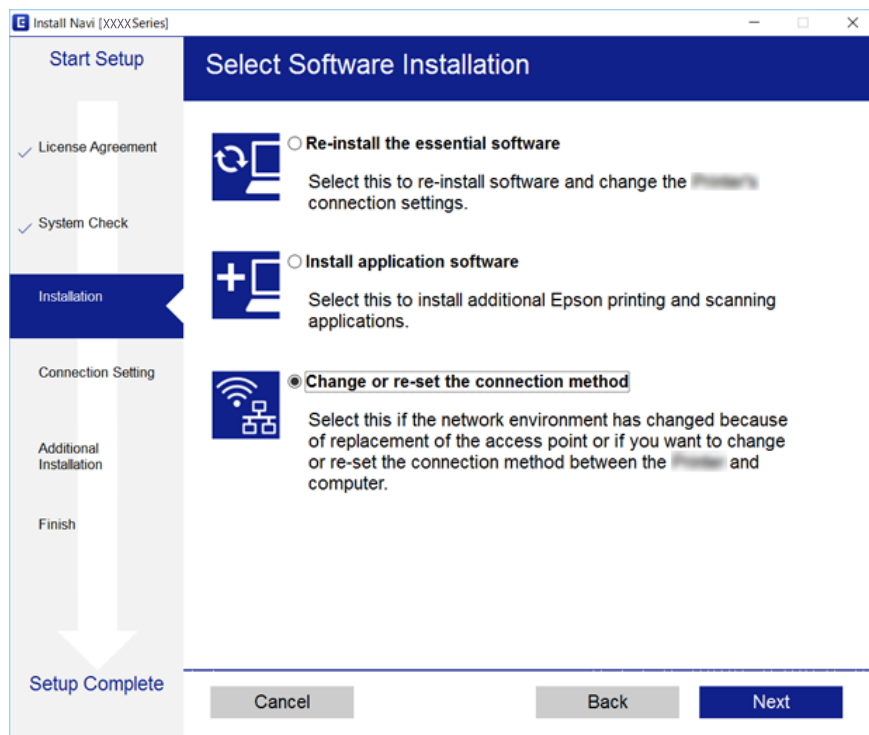 E Install Navi [XXXX Series]
Start Setup
License Agreement
System Check
Installation
Connection Setting
Additional
Installation
Finish
Setup Complete
Select Software Installation
Re-install the essential software
Select this to re-install software and change the
connection settings.
Install application software
Select this to install additional Epson printing and scanning
applications.
Change or re-set the connection method
Select this if the network environment has changed because
of replacement of the access point or if you want to change
or re-set the connection method between the and
computer.
Cancel
Back
Next